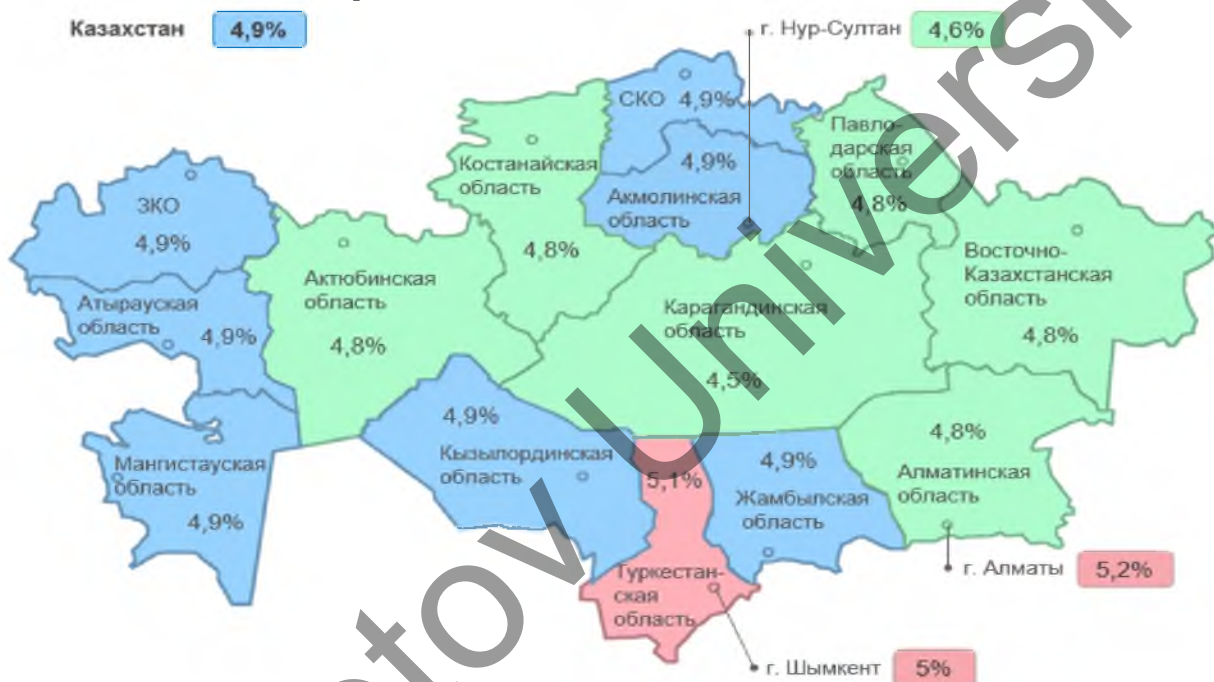 Казахстан 4,9%
г. Нур-Султан 4,6%
СКО 4,9%
Павло-
дарская
область
4,8%
Костанайская
область
4,8%
4,9%
Акмолинская
область
ЗКО
4,9%
Актюбинская
область
4,8%
Восточно-
Казахстанская
область
4,8%
Атырауская
область 4,9%
Карагандинская
область
4,5%
4,9%
Кызылординская
область
4,8%
Алматинская
область
Мангистауская
область
4,9%
5,1%
Туркестан-
ская
область
4,9%
Жамбылская
область
г. Алматы 5,2%
г. Шымкент 5%
etov Universi